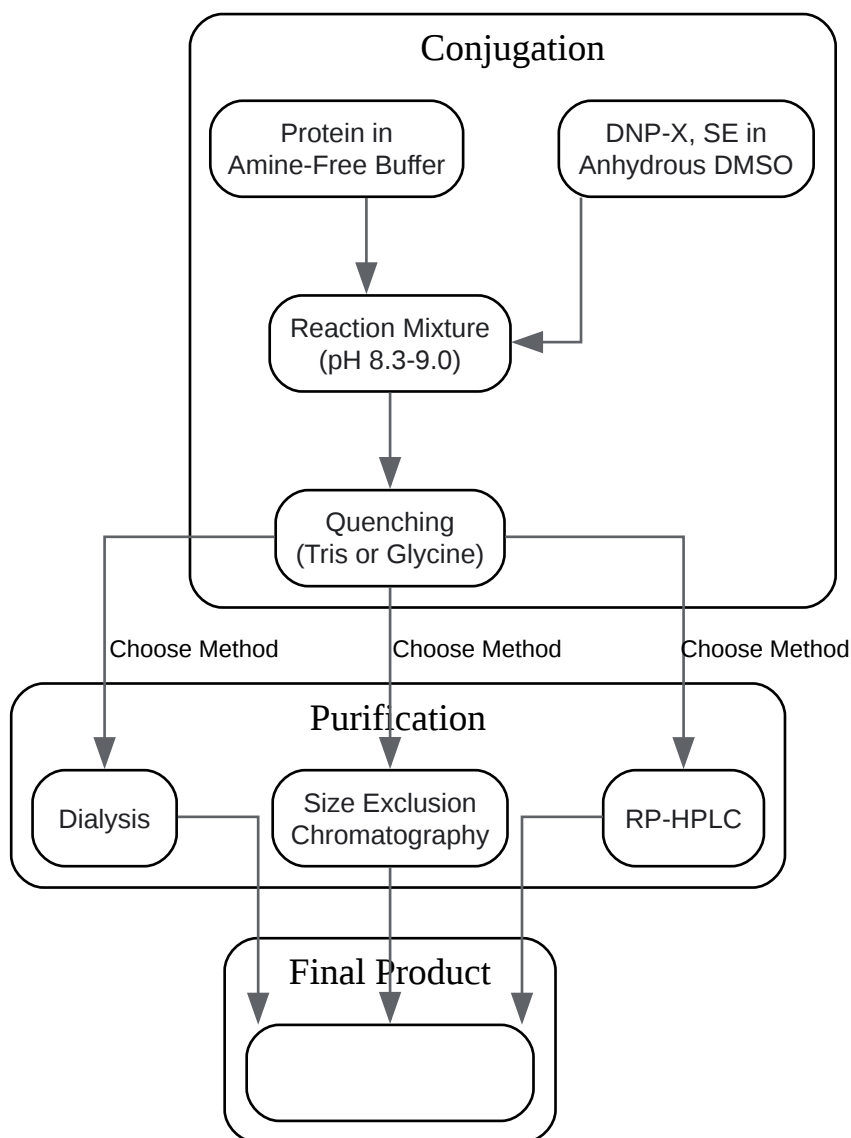 Conjugation
Protein in
Amine-Free Buffer
DNP-X, SE in
Anhydrous DMSO
Reaction Mixture
(pH 8.3-9.0)
Quenching
(Tris or Glycine)
Choose Method
Choose Method
Choose Method
Purification
Dialysis
Size Exclusion
Chromatography
RP-HPLC
Final Product